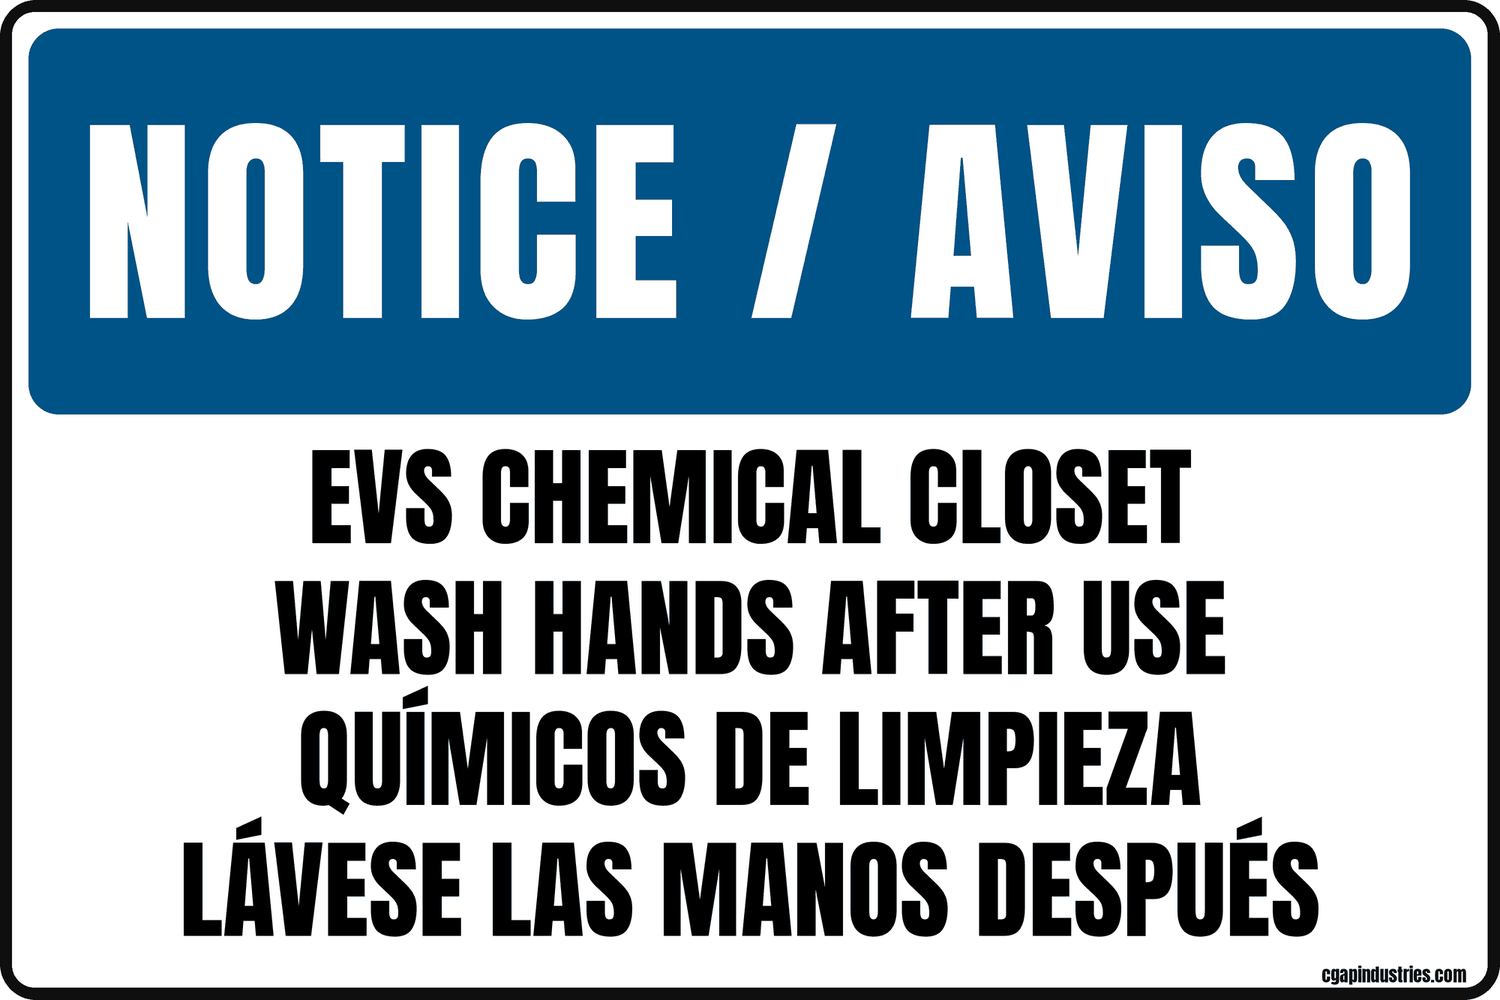 NOTICE / AVISO
EVS CHEMICAL CLOSET
WASH HANDS AFTER USE
QUÍMICOS DE LIMPIEZA
LÁVESE LAS MANOS DESPUÉS
cgapindustries.com